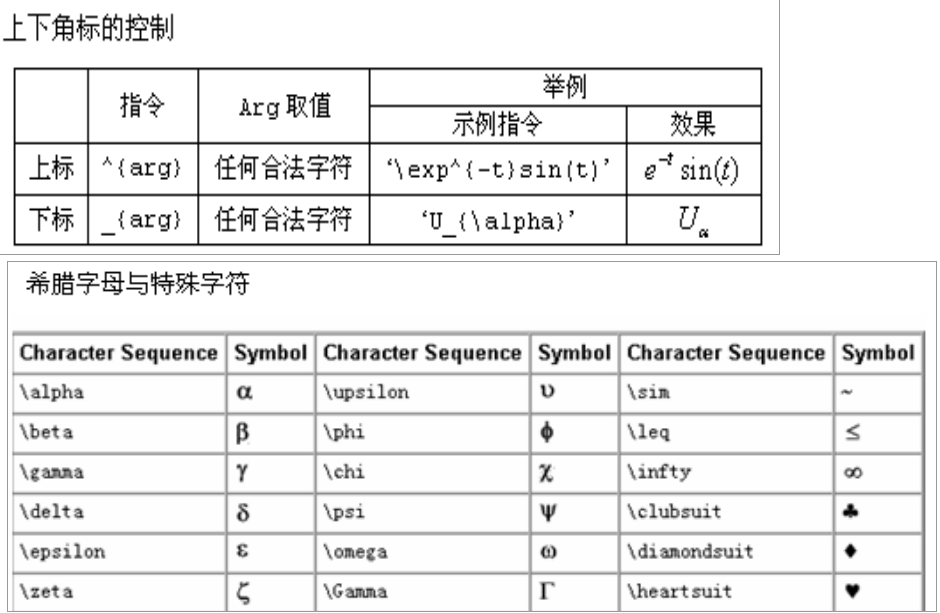 上下角标的控制
指令 Arg 取值 举例
示例指令 效果
上标 ^{arg} 任何合法字符 ‘\exp^{-t}sin(t)’ e^{-t} sin(t)
下标 _{arg} 任何合法字符 ‘U_{\alpha}’ U_α
希腊字母与特殊字符
Character Sequence Symbol Character Sequence Symbol Character Sequence Symbol
\alpha α \upsilon υ \sim ~
\beta β \phi ϕ \leq ≤
\gamma γ \chi χ \infty ∞
\delta δ \psi ψ \clubsuit ♣
\epsilon ε \omega ω \diamondsuit ♦
\zeta ζ \Gamma Γ \heartsuit ♥